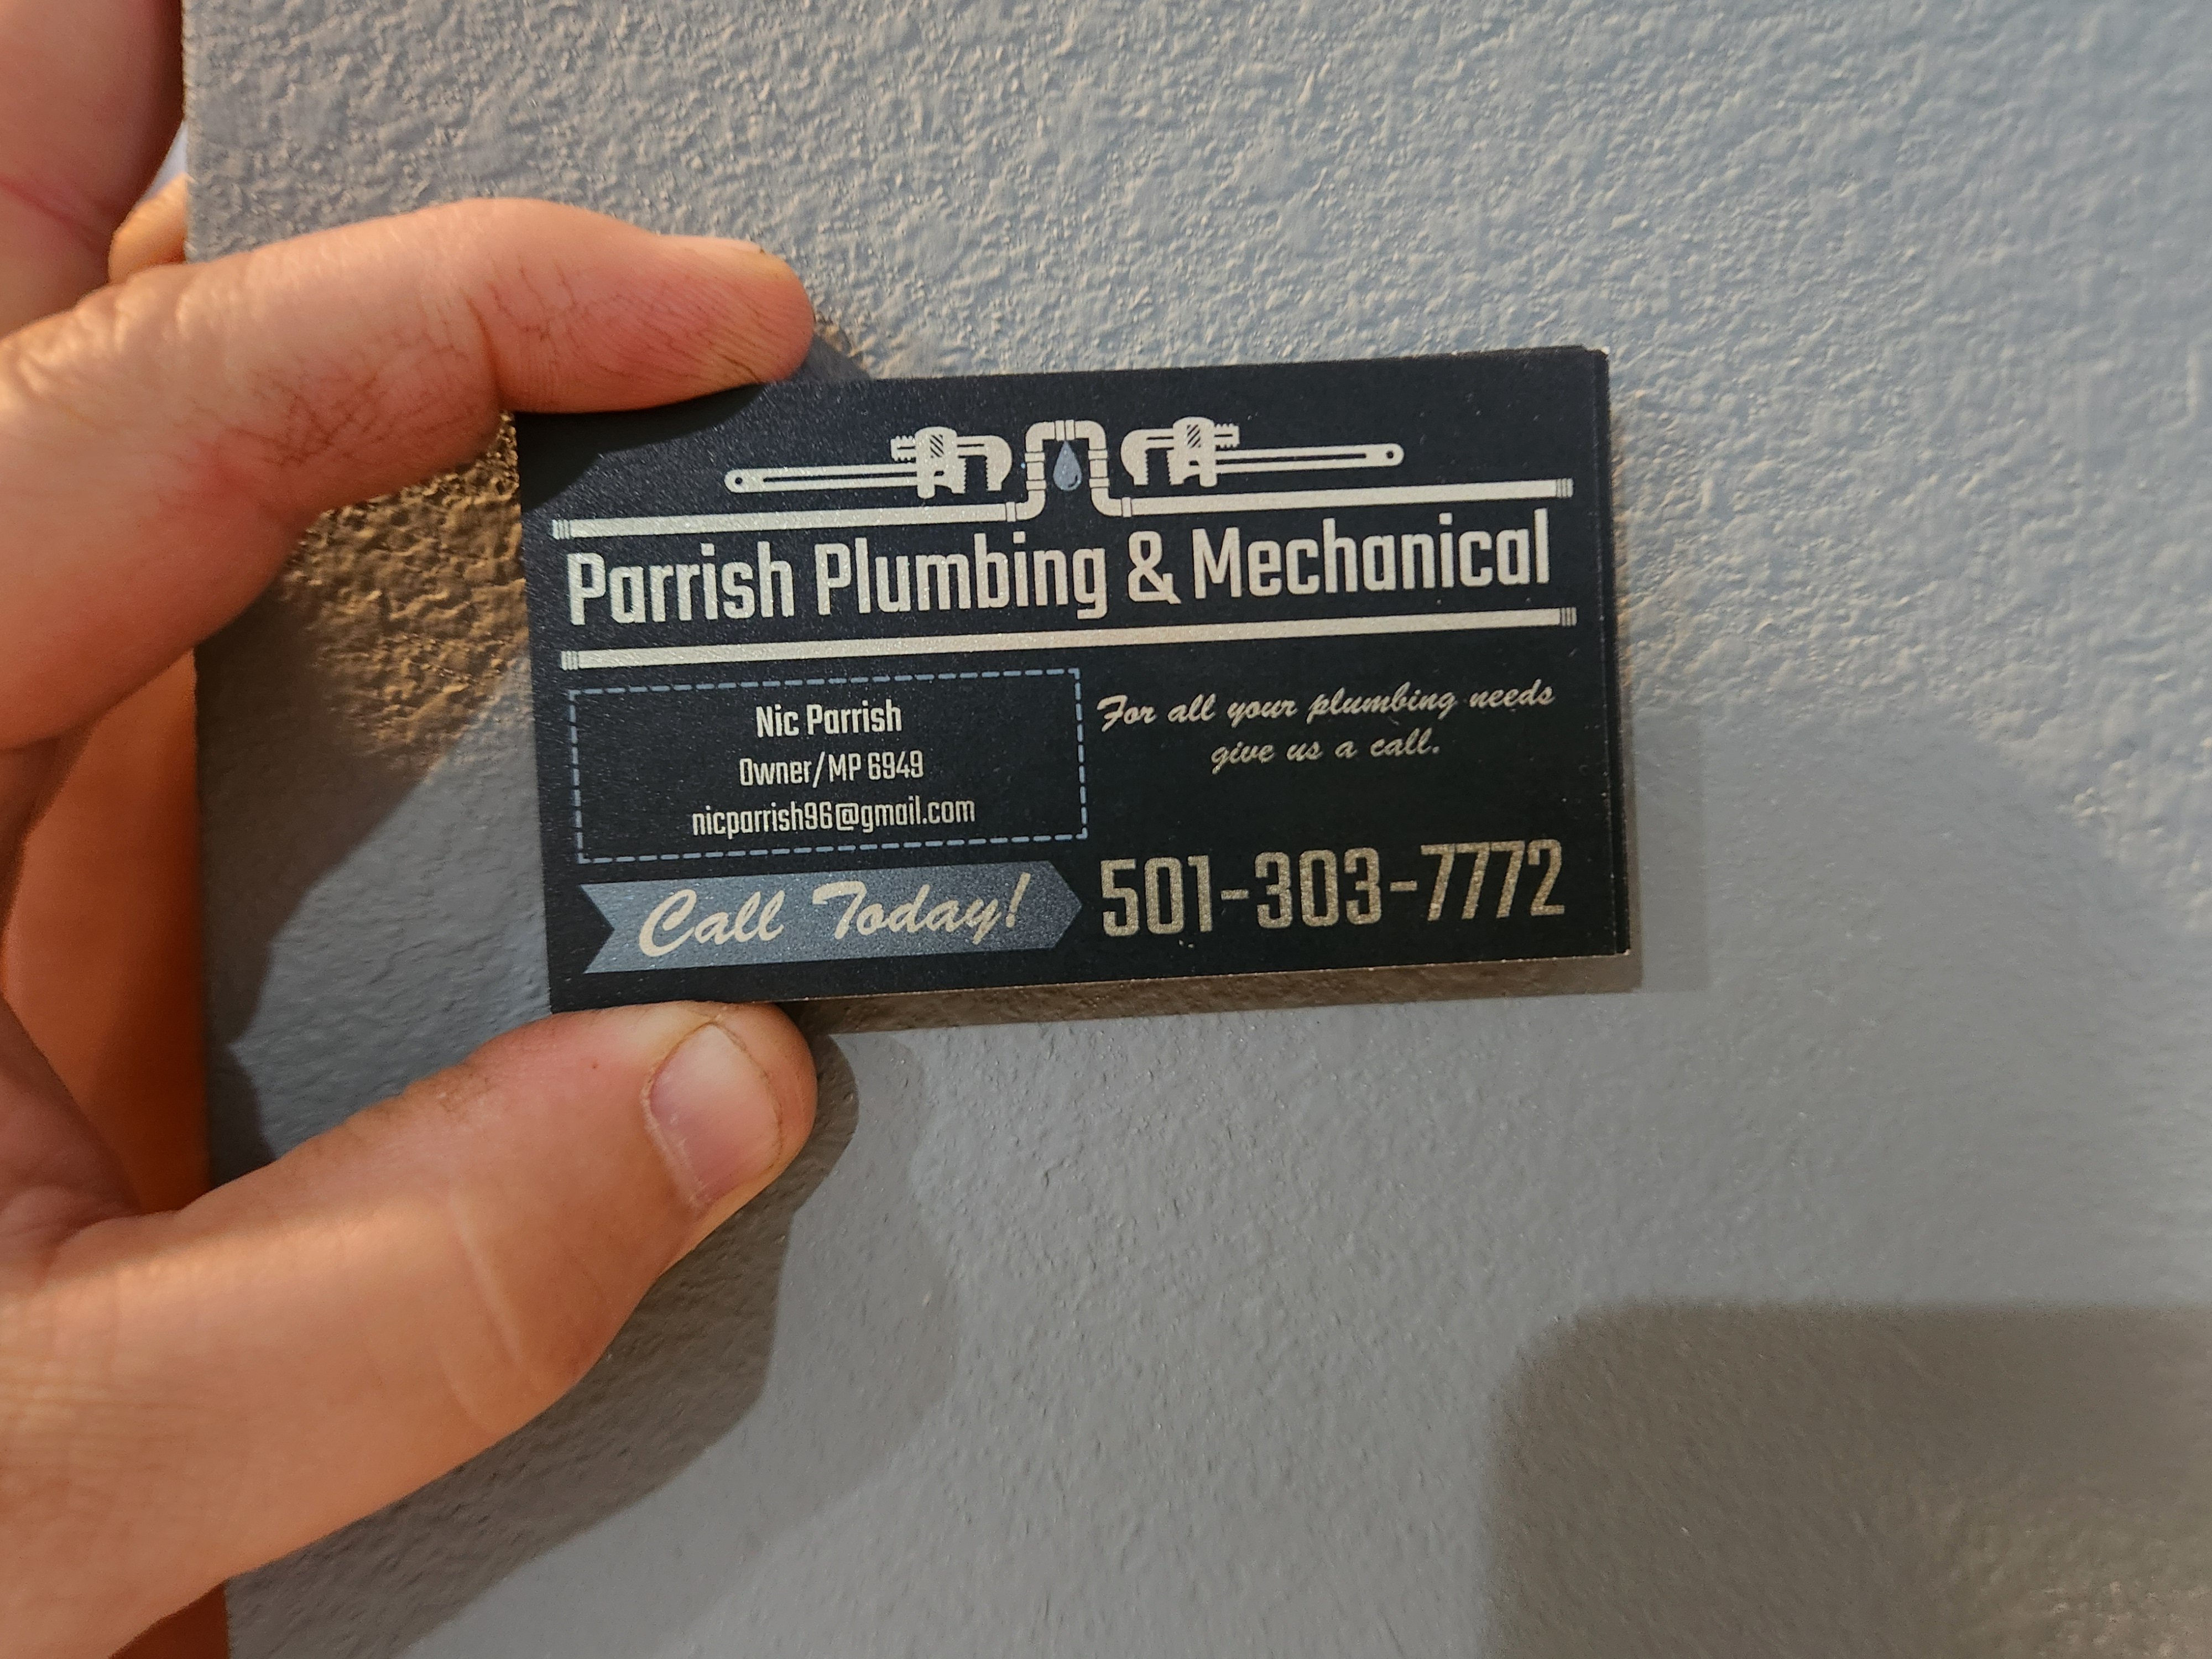 Parrish Plumbing & Mechanical
Nic Parrish
Owner/MP 6949
nicparrish96@gmail.com
For all your plumbing needs
give us a call.
Call Today!
501-303-7772